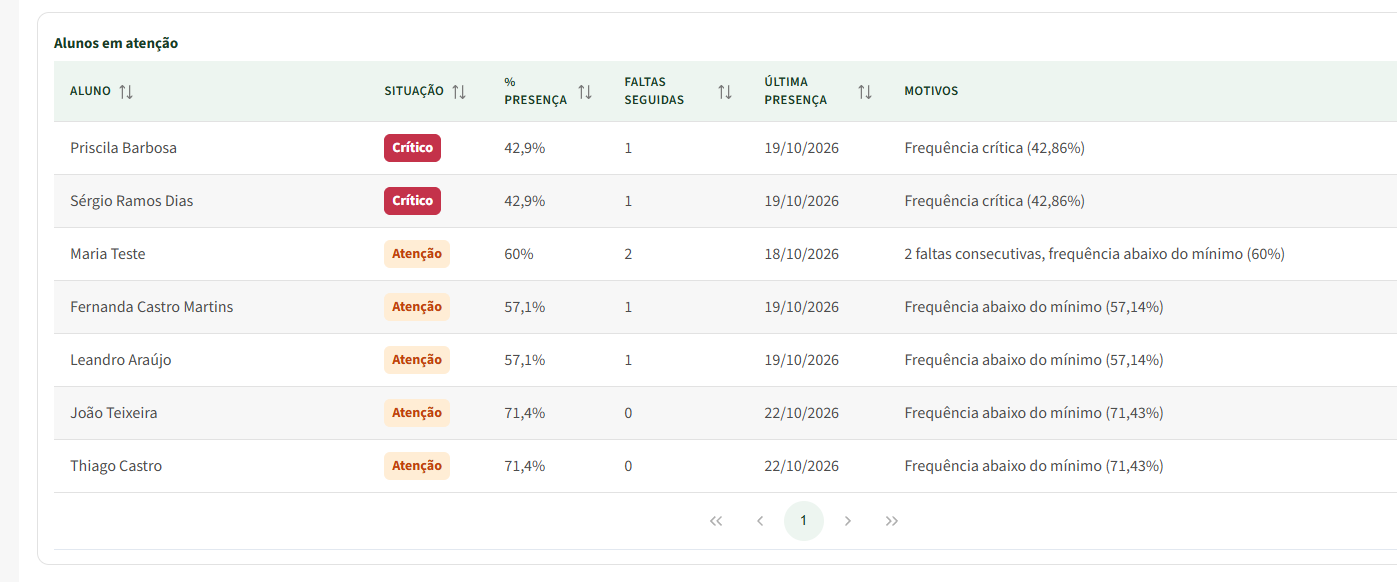 Alunos em atenção
ALUNO SITUAÇÃO % PRESENÇA FALTAS SEGUIDAS ÚLTIMA PRESENÇA MOTIVOS
Priscila Barbosa Crítico 42,9% 1 19/10/2026 Frequência crítica (42,86%)
Sérgio Ramos Dias Crítico 42,9% 1 19/10/2026 Frequência crítica (42,86%)
Maria Teste Atenção 60% 2 18/10/2026 2 faltas consecutivas, frequência abaixo do mínimo (60%)
Fernanda Castro Martins Atenção 57,1% 1 19/10/2026 Frequência abaixo do mínimo (57,14%)
Leandro Araújo Atenção 57,1% 1 19/10/2026 Frequência abaixo do mínimo (57,14%)
João Teixeira Atenção 71,4% 0 22/10/2026 Frequência abaixo do mínimo (71,43%)
Thiago Castro Atenção 71,4% 0 22/10/2026 Frequência abaixo do mínimo (71,43%)
1